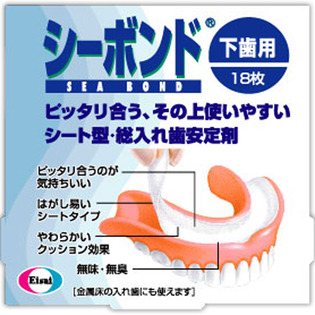 シーボンド®
SEA BOND
下歯用
18枚
ピッタリ合う、その上使いやすい
シート型・総入れ歯安定剤
ピッタリ合うのが
気持ちいい
はがし易い
シートタイプ
やわらかい
クッション効果
無味・無臭
Eisai
［金属床の入れ歯にも使えます］